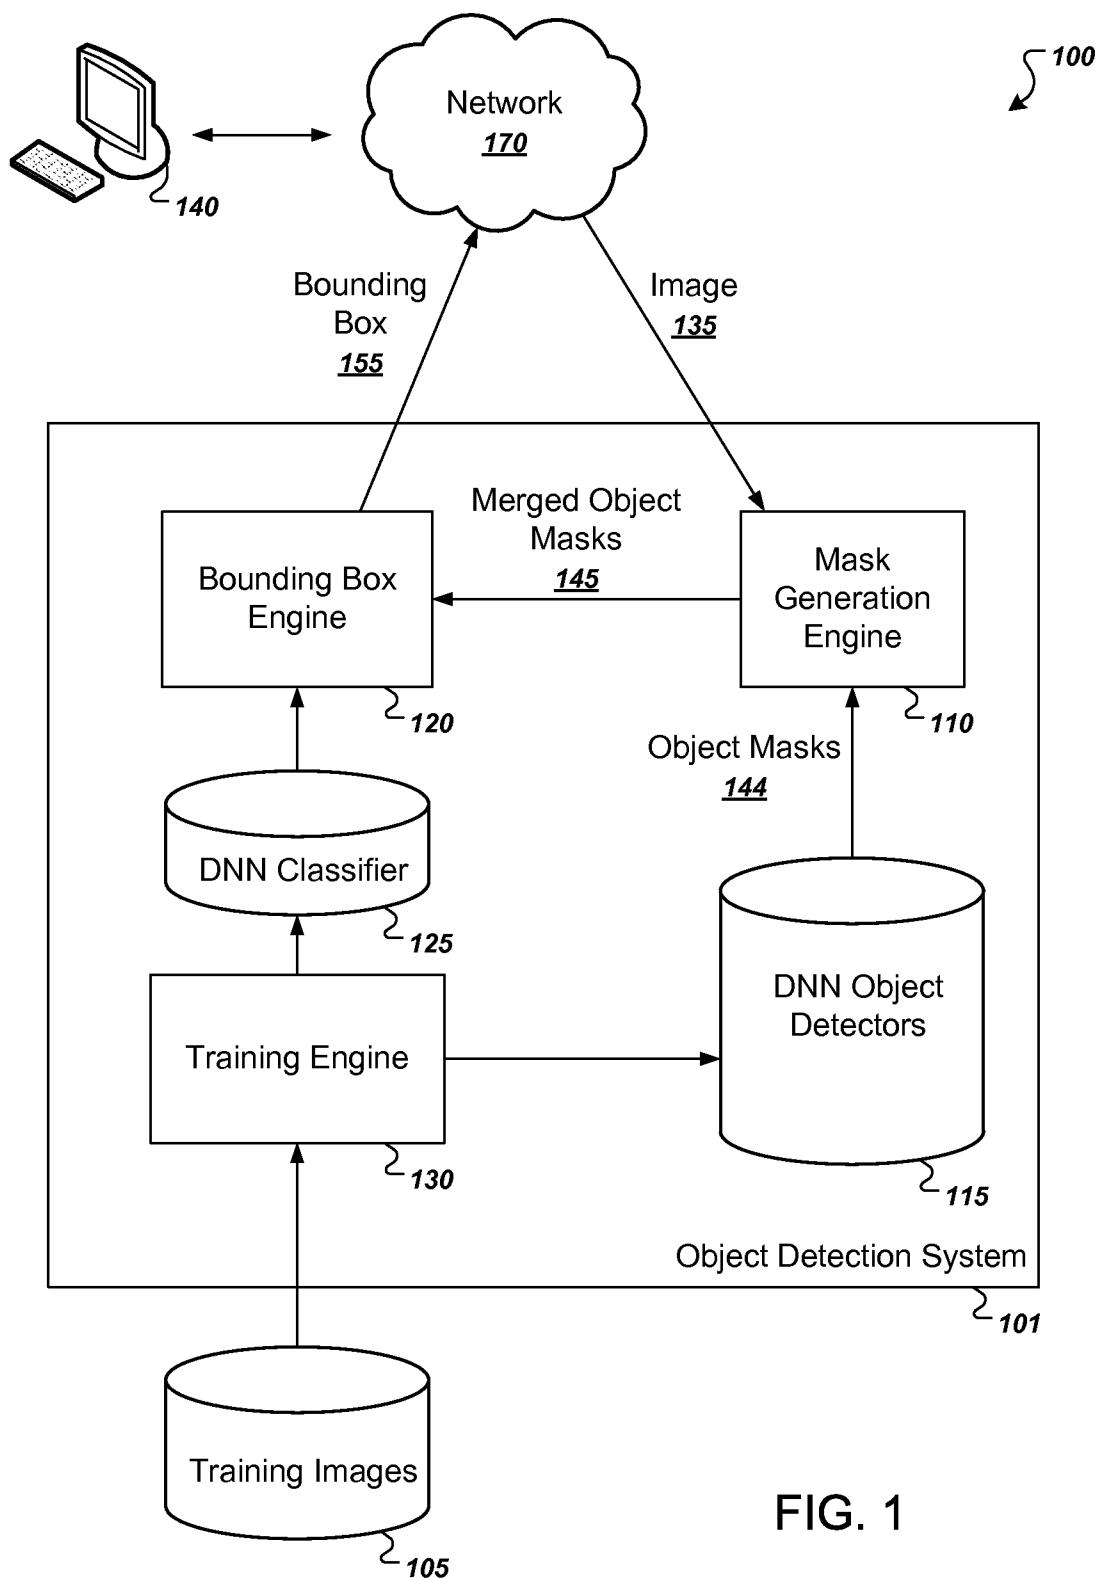 100
Network
170
140
Bounding
Box
155
Image
135
Merged Object
Masks
145
Bounding Box
Engine
120
Mask
Generation
Engine
110
Object Masks
144
DNN Classifier
125
DNN Object
Detectors
115
Training Engine
130
Object Detection System
101
Training Images
105
FIG. 1